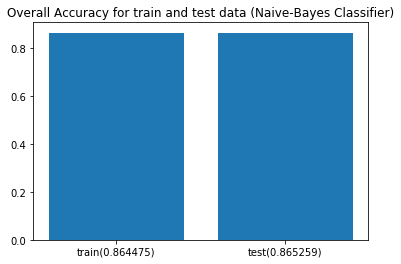 Overall Accuracy for train and test data (Naive-Bayes Classifier)
0.8
0.6
0.4
0.2
0.0
train(0.864475) test(0.865259)